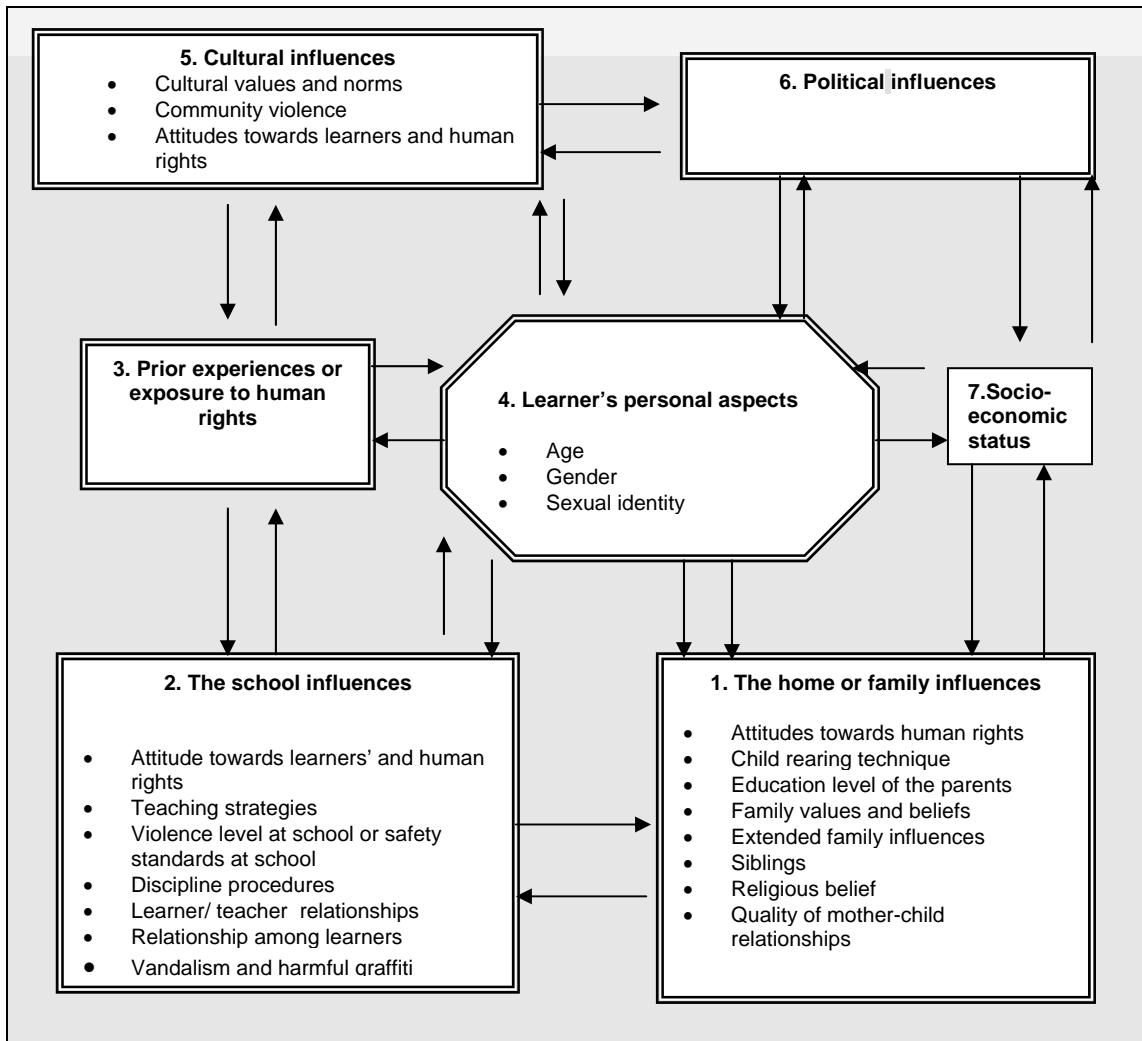 5. Cultural influences
• Cultural values and norms
• Community violence
• Attitudes towards learners and human
rights
6. Political influences
3. Prior experiences or
exposure to human
rights
4. Learner's personal aspects
• Age
• Gender
• Sexual identity
7.Socio-
economic
status
2. The school influences
• Attitude towards learners' and human
rights
• Teaching strategies
• Violence level at school or safety
standards at school
• Discipline procedures
• Learner/ teacher relationships
• Relationship among learners
• Vandalism and harmful graffiti
1. The home or family influences
• Attitudes towards human rights
• Child rearing technique
• Education level of the parents
• Family values and beliefs
• Extended family influences
• Siblings
• Religious belief
• Quality of mother-child
relationships